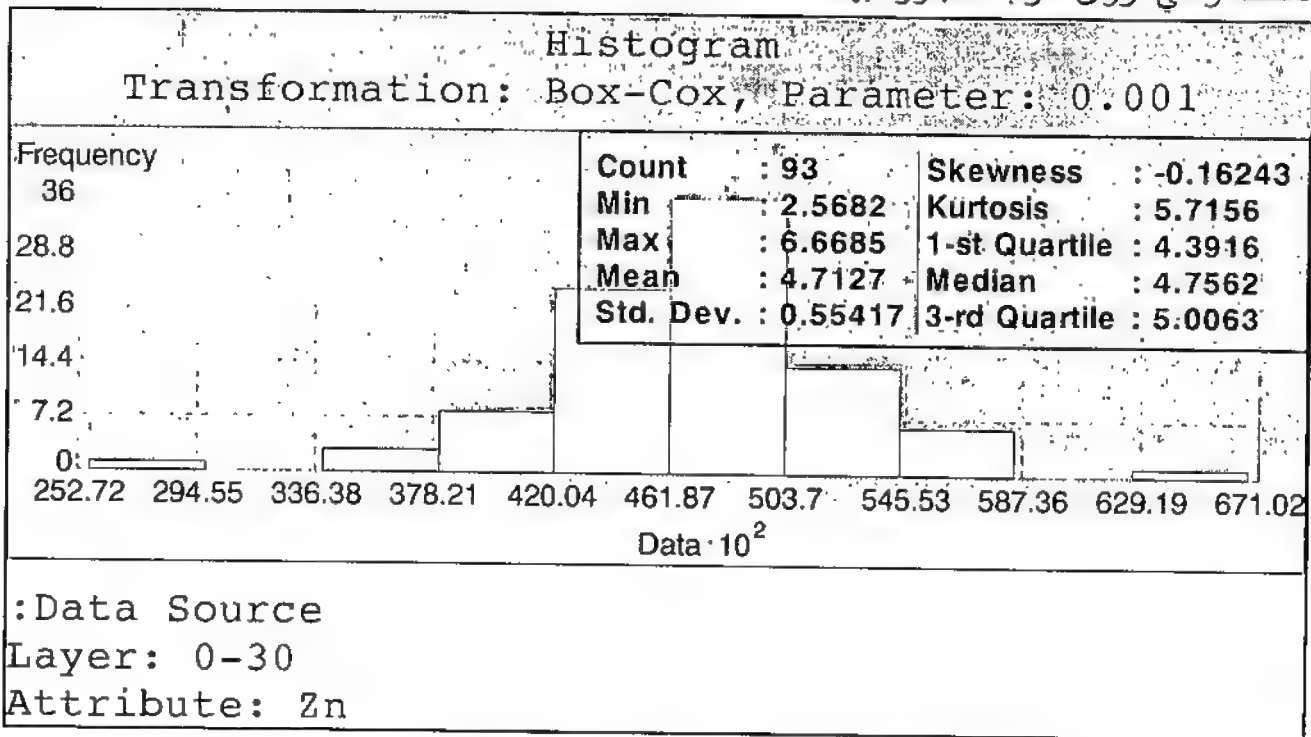 Histogram
Transformation: Box-Cox, Parameter: 0.001
Frequency
36
28.8
21.6
14.4
7.2
0
Count : 93
Min : 2.5682
Max : 6.6685
Mean : 4.7127
Std. Dev. : 0.55417
Skewness : -0.16243
Kurtosis : 5.7156
1-st Quartile : 4.3916
Median : 4.7562
3-rd Quartile : 5.0063
252.72 294.55 336.38 378.21 420.04 461.87 503.7 545.53 587.36 629.19 671.02
Data · 10²
:Data Source
Layer: 0-30
Attribute: Zn